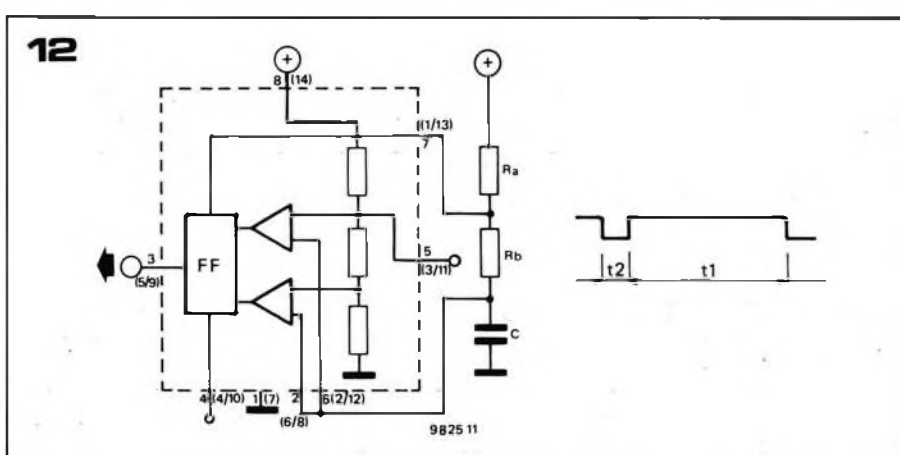 12
+
+
8 (14)
(1/13)
7
Ra
5
(3/11)
Rb
3
(5/9)
FF
t2
t1
C
4 (4/10) 1 (7) 2 6(2/12)
(6/8)
9825 11